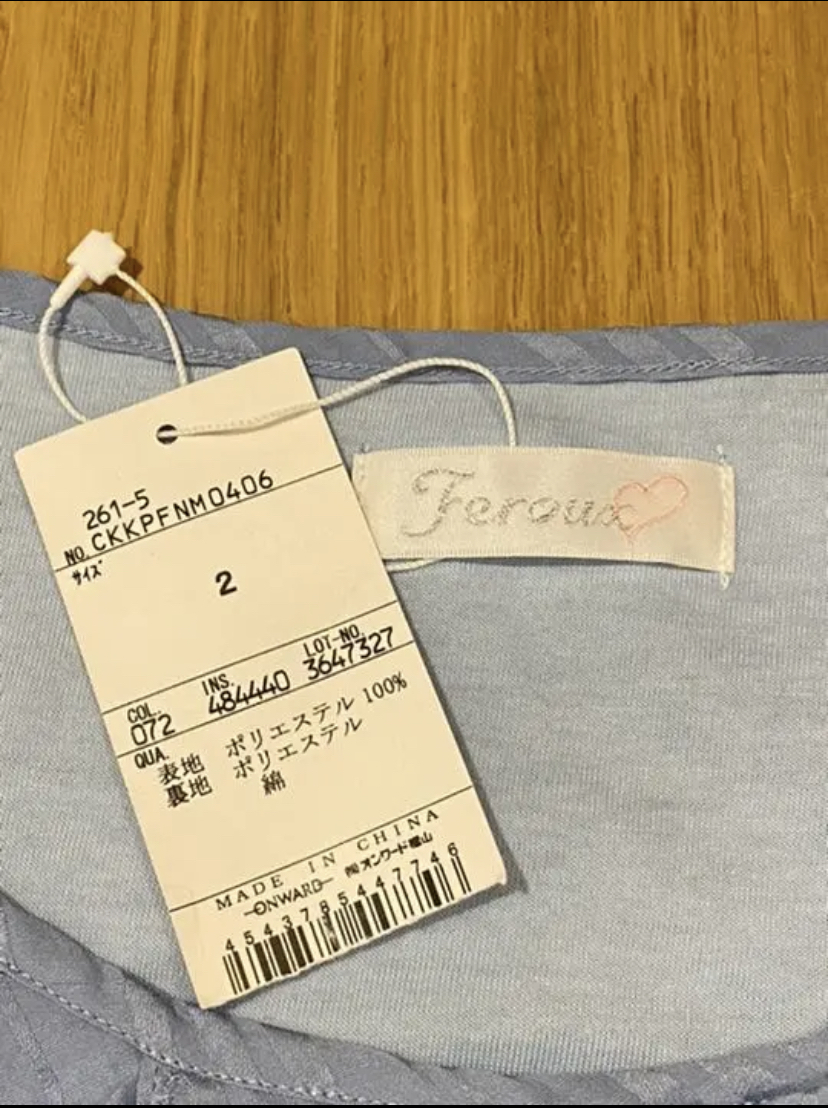 261-5
NO. CKKPFNM0406
サイズ
2
COL. INS. LOT-NO.
072 484440 3647327
QUA.
表地 ポリエステル 100%
裏地 ポリエステル
綿
MADE IN CHINA
ONWARD ㈱オンワード樫山
4543785447746
Feroux